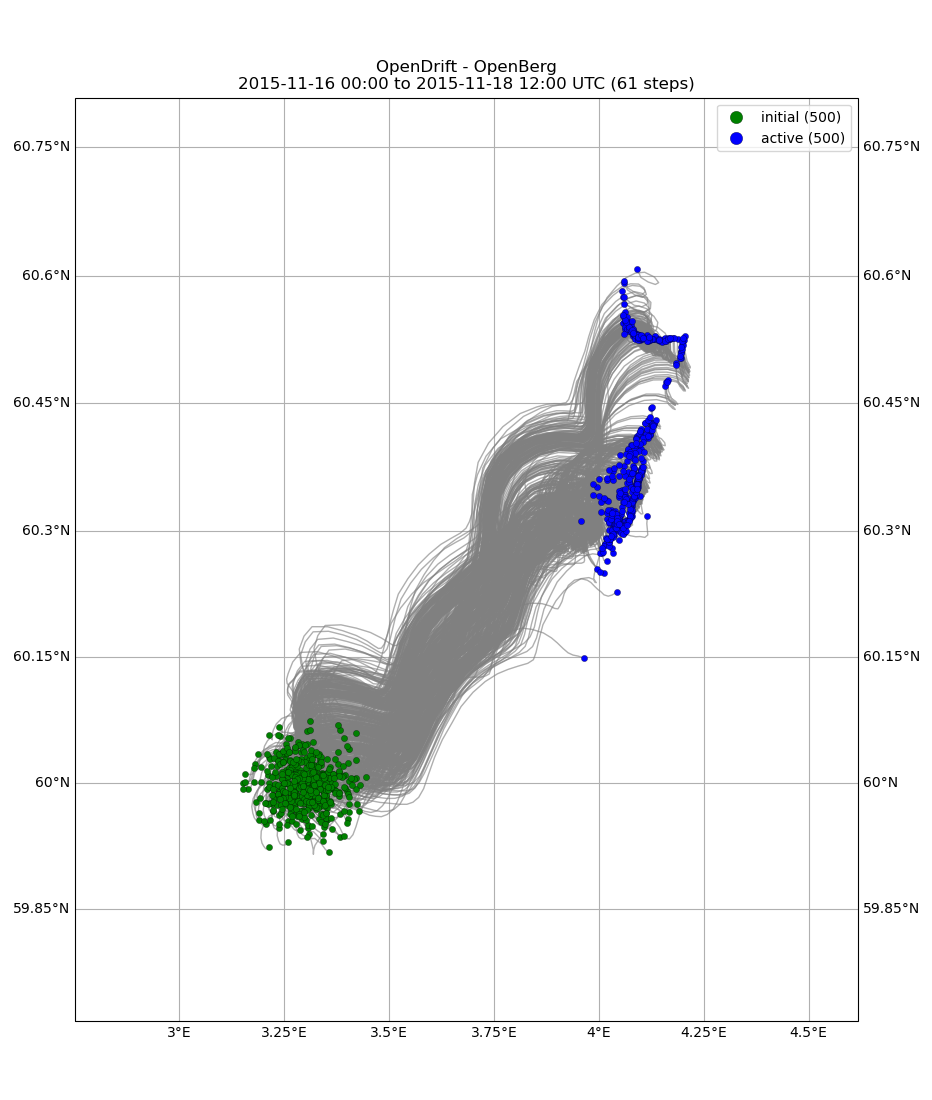 OpenDrift - OpenBerg
2015-11-16 00:00 to 2015-11-18 12:00 UTC (61 steps)
initial (500)
active (500)
60.75°N 60.75°N
60.6°N 60.6°N
60.45°N 60.45°N
60.3°N 60.3°N
60.15°N 60.15°N
60°N 60°N
59.85°N 59.85°N
3°E 3.25°E 3.5°E 3.75°E 4°E 4.25°E 4.5°E